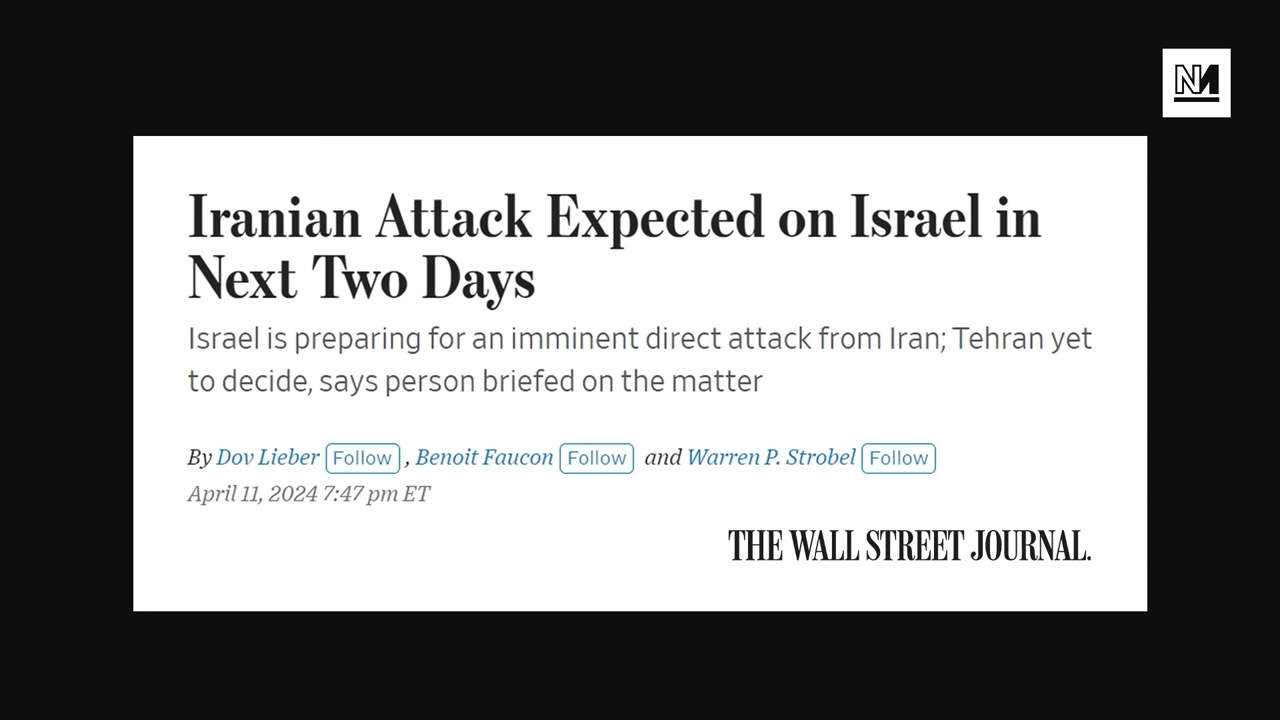 NM
Iranian Attack Expected on Israel in
Next Two Days
Israel is preparing for an imminent direct attack from Iran; Tehran yet
to decide, says person briefed on the matter
By Dov Lieber Follow , Benoit Faucon Follow and Warren P. Strobel Follow
April 11, 2024 7:47 pm ET
THE WALL STREET JOURNAL.